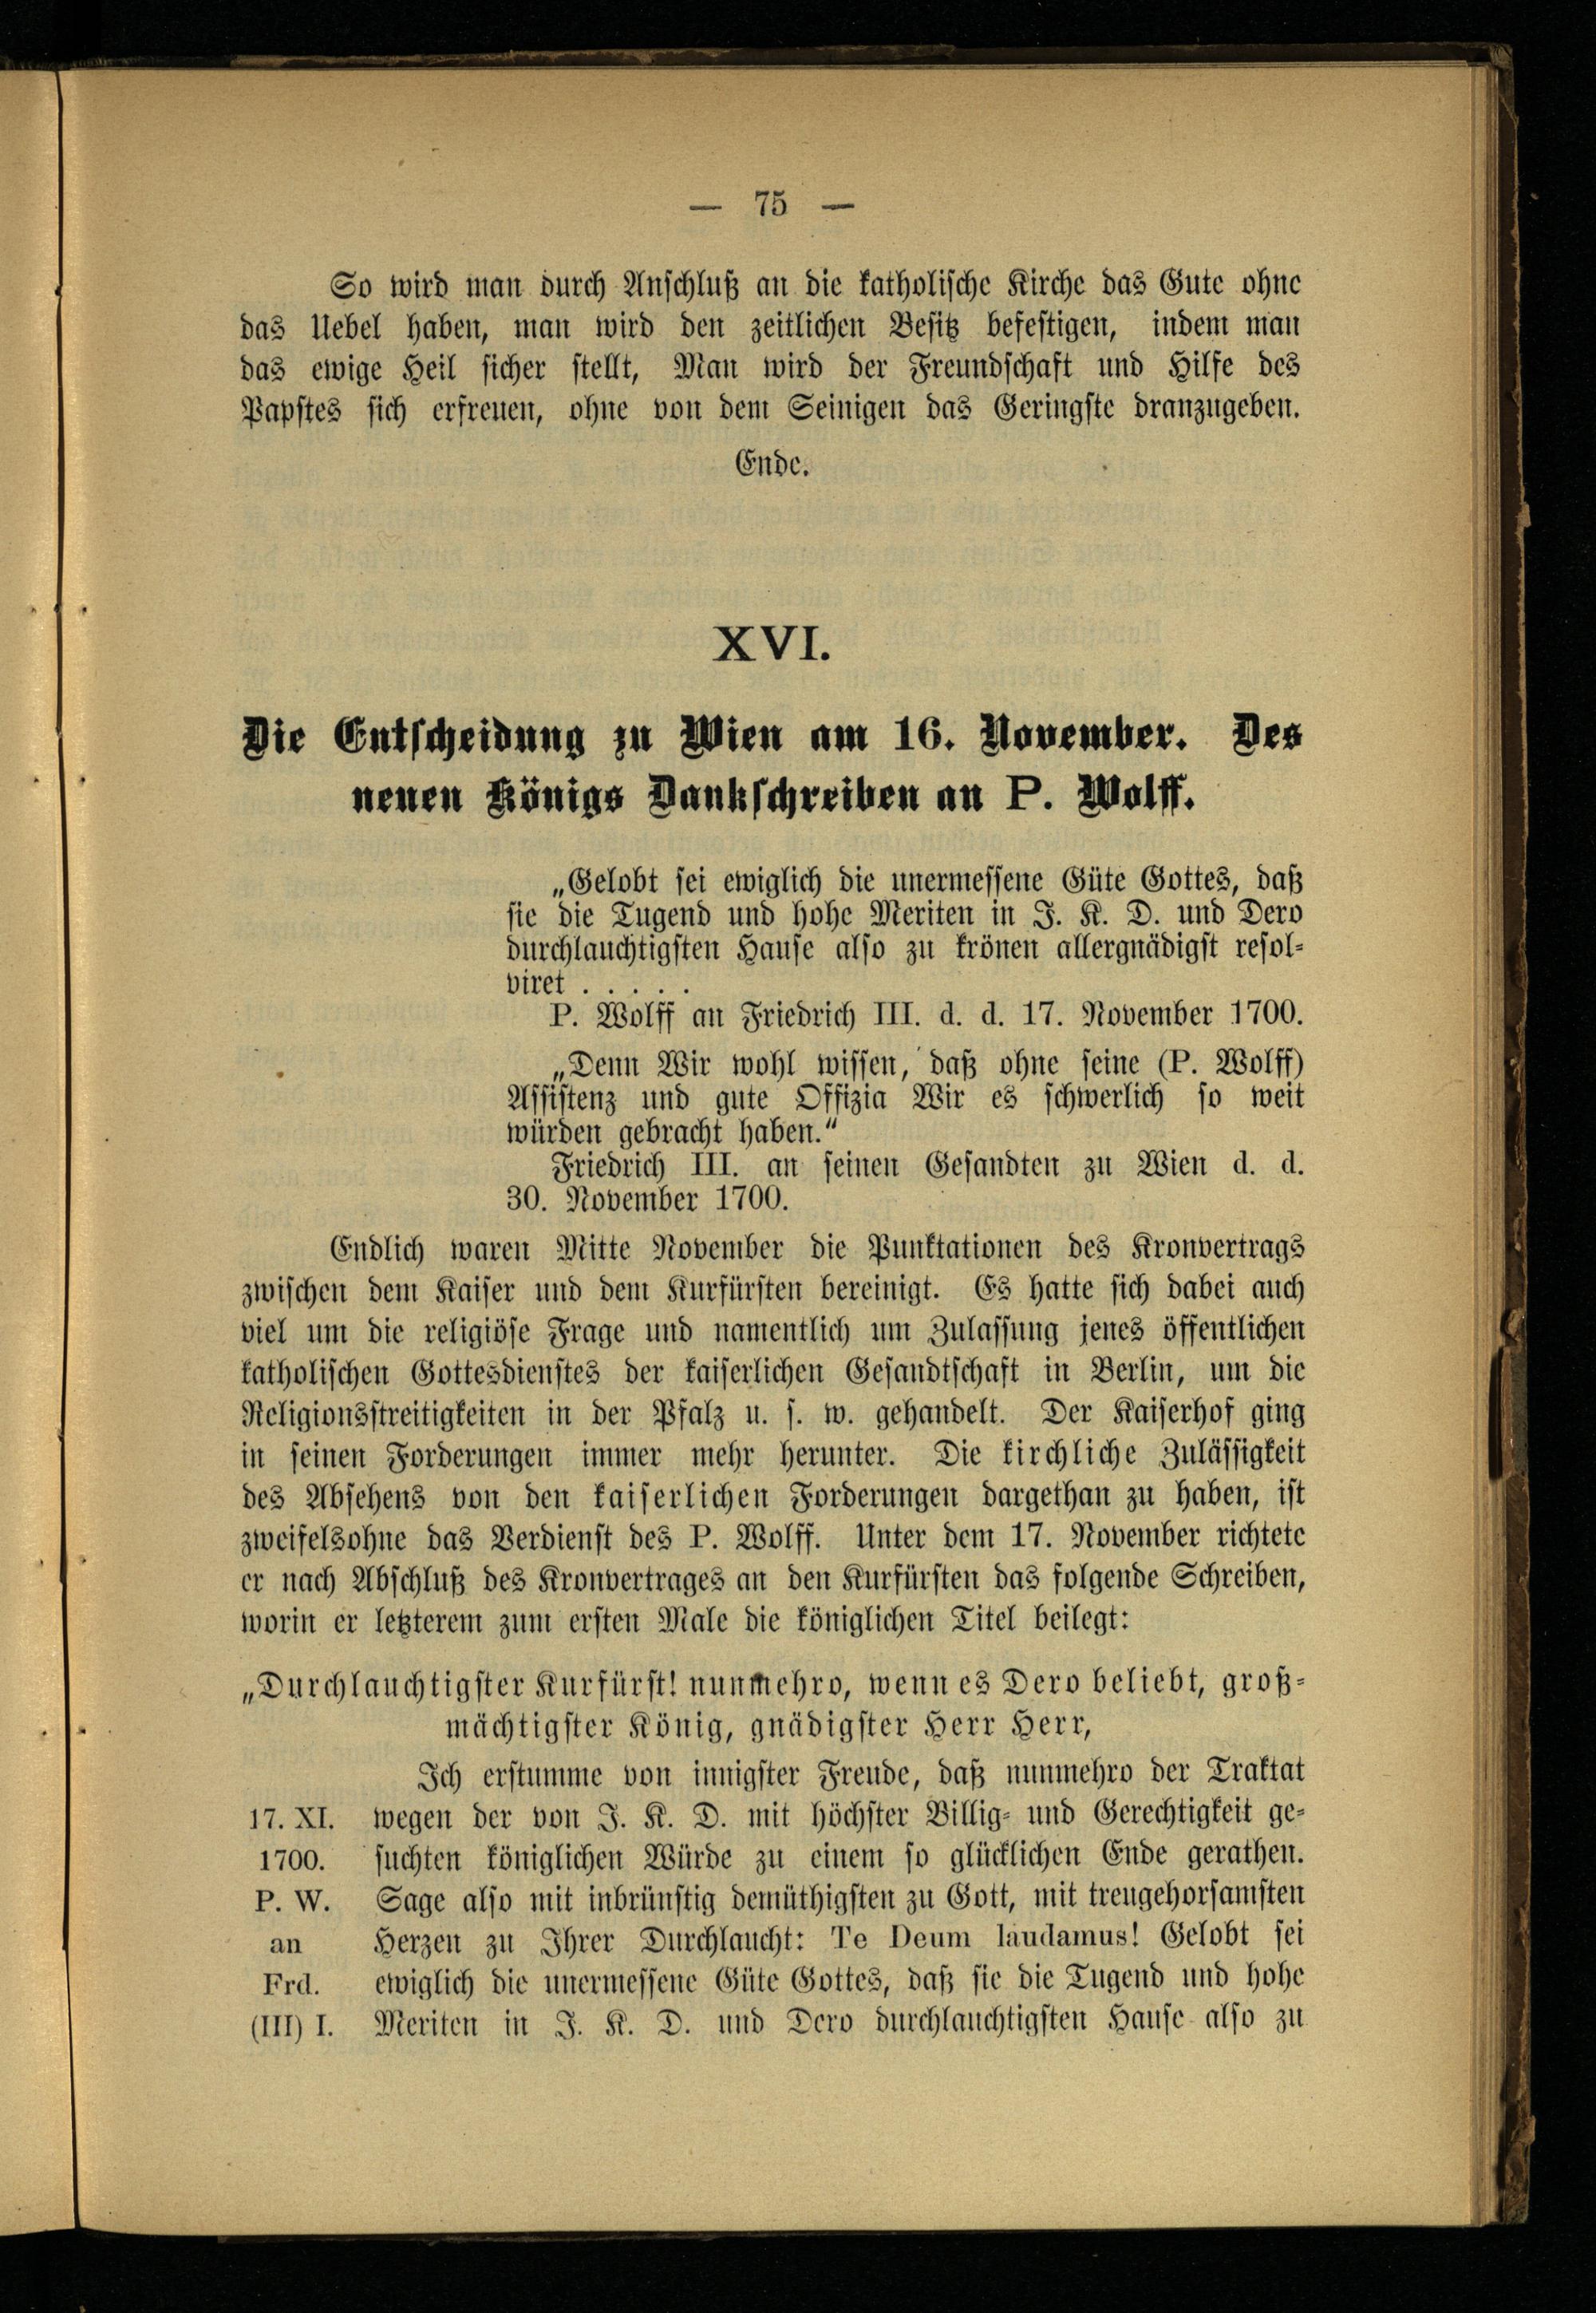 — 75 —
So wird man durch Anschluß an die katholische Kirche das Gute ohne
das Uebel haben, man wird den zeitlichen Besitz befestigen, indem man
das ewige Heil sicher stellt, Man wird der Freundschaft und Hilfe des
Papstes sich erfreuen, ohne von dem Seinigen das Geringste dranzugeben.
Ende.
XVI.
Die Entscheidung zu Wien am 16. November. Des
neuen Königs Dankschreiben an P. Wolff.
„Gelobt sei ewiglich die unermessene Güte Gottes, daß
sie die Tugend und hohe Meriten in J. K. D. und Dero
durchlauchtigsten Hause also zu krönen allergnädigst resol-
viret . . . . .
P. Wolff an Friedrich III. d. d. 17. November 1700.
„Denn Wir wohl wissen, daß ohne seine (P. Wolff)
Assistenz und gute Offizia Wir es schwerlich so weit
würden gebracht haben.“
Friedrich III. an seinen Gesandten zu Wien d. d.
30. November 1700.
Endlich waren Mitte November die Punktationen des Kronvertrags
zwischen dem Kaiser und dem Kurfürsten bereinigt. Es hatte sich dabei auch
viel um die religiöse Frage und namentlich um Zulassung jenes öffentlichen
katholischen Gottesdienstes der kaiserlichen Gesandtschaft in Berlin, um die
Religionsstreitigkeiten in der Pfalz u. s. w. gehandelt. Der Kaiserhof ging
in seinen Forderungen immer mehr herunter. Die kirchliche Zulässigkeit
des Absehens von den kaiserlichen Forderungen dargethan zu haben, ist
zweifelsohne das Verdienst des P. Wolff. Unter dem 17. November richtete
er nach Abschluß des Kronvertrages an den Kurfürsten das folgende Schreiben,
worin er letzterem zum ersten Male die königlichen Titel beilegt:
„Durchlauchtigster Kurfürst! nunmehro, wenn es Dero beliebt, groß-
mächtigster König, gnädigster Herr Herr,
Ich erstumme von innigster Freude, daß nunmehro der Traktat
17. XI. wegen der von J. K. D. mit höchster Billig- und Gerechtigkeit ge-
1700. suchten königlichen Würde zu einem so glücklichen Ende gerathen.
P. W. Sage also mit inbrünstig demüthigsten zu Gott, mit treugehorsamsten
an Herzen zu Ihrer Durchlaucht: Te Deum laudamus! Gelobt sei
Frd. ewiglich die unermessene Güte Gottes, daß sie die Tugend und hohe
(III) I. Meriten in J. K. D. und Dero durchlauchtigsten Hause also zu